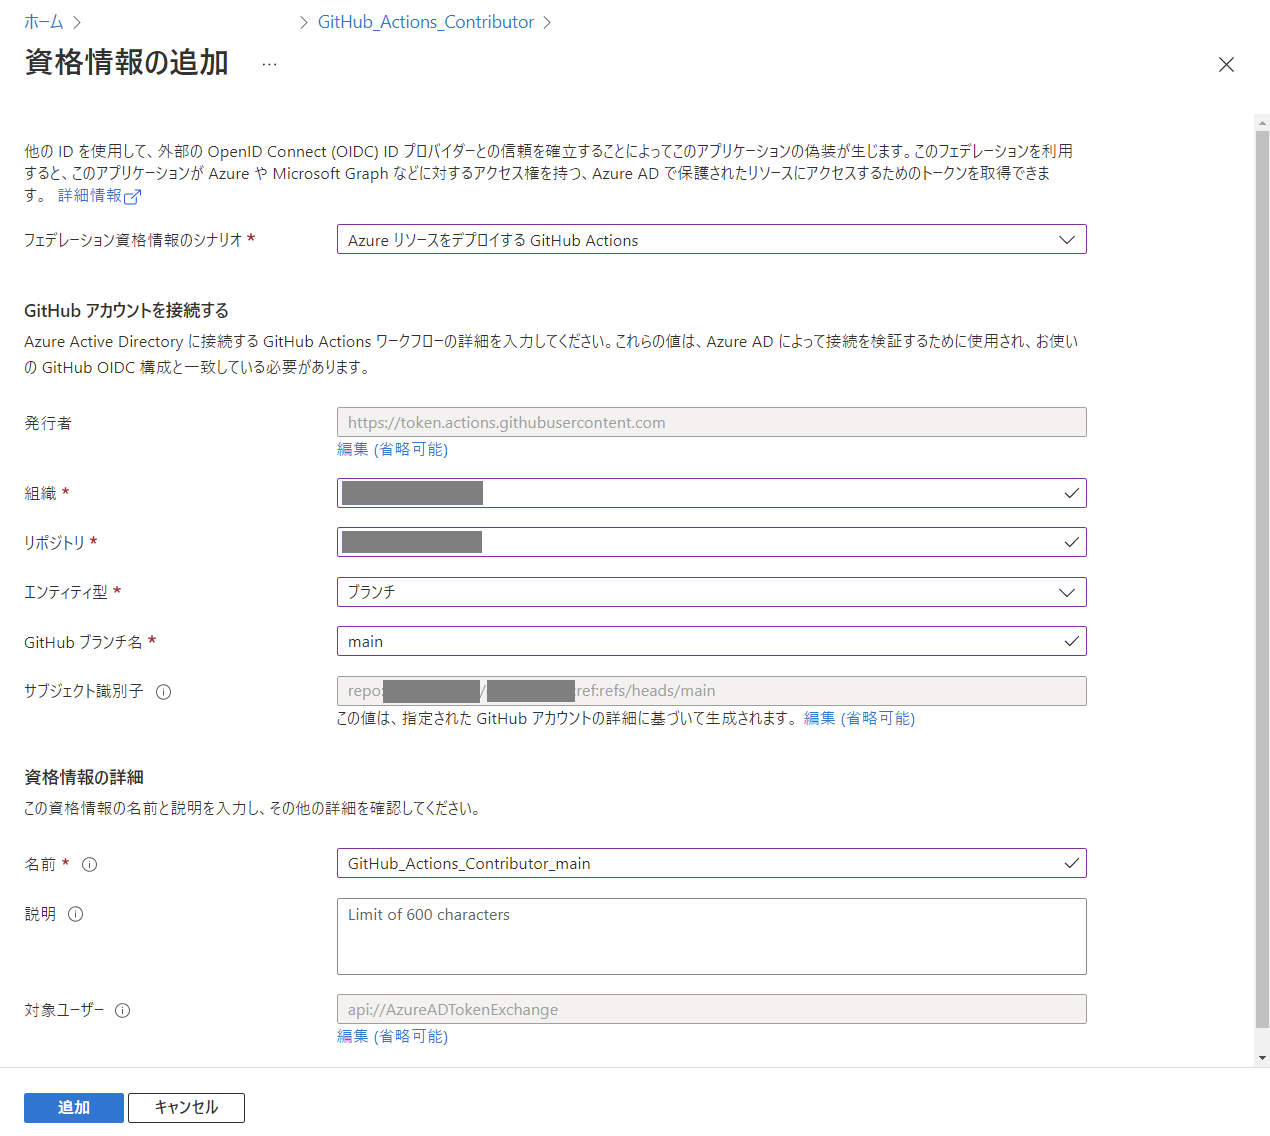 ホーム > > GitHub_Actions_Contributor >
資格情報の追加 …
他の ID を使用して、外部の OpenID Connect (OIDC) ID プロバイダーとの信頼を確立することによってこのアプリケーションの偽装が生じます。このフェデレーションを利用
すると、このアプリケーションが Azure や Microsoft Graph などに対するアクセス権を持つ、Azure AD で保護されたリソースにアクセスするためのトークンを取得できま
す。 詳細情報
フェデレーション資格情報のシナリオ * Azure リソースをデプロイする GitHub Actions
GitHub アカウントを接続する
Azure Active Directory に接続する GitHub Actions ワークフローの詳細を入力してください。これらの値は、Azure AD によって接続を検証するために使用され、お使い
の GitHub OIDC 構成と一致している必要があります。
発行者 https://token.actions.githubusercontent.com
編集 (省略可能)
組織 *
リポジトリ *
エンティティ型 * ブランチ
GitHub ブランチ名 * main
サブジェクト識別子 repo: / :ref:refs/heads/main
この値は、指定された GitHub アカウントの詳細に基づいて生成されます。 編集 (省略可能)
資格情報の詳細
この資格情報の名前と説明を入力し、その他の詳細を確認してください。
名前 * GitHub_Actions_Contributor_main
説明 Limit of 600 characters
対象ユーザー api://AzureADTokenExchange
編集 (省略可能)
追加 キャンセル